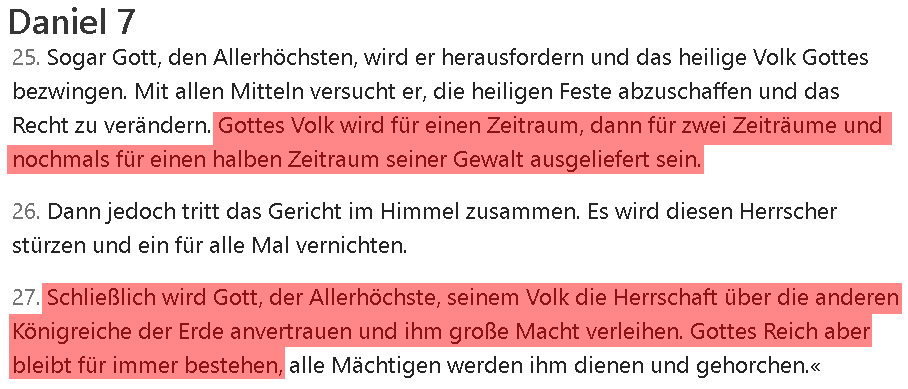 Daniel 7
25. Sogar Gott, den Allerhöchsten, wird er herausfordern und das heilige Volk Gottes
bezwingen. Mit allen Mitteln versucht er, die heiligen Feste abzuschaffen und das
Recht zu verändern. Gottes Volk wird für einen Zeitraum, dann für zwei Zeiträume und
nochmals für einen halben Zeitraum seiner Gewalt ausgeliefert sein.
26. Dann jedoch tritt das Gericht im Himmel zusammen. Es wird diesen Herrscher
stürzen und ein für alle Mal vernichten.
27. Schließlich wird Gott, der Allerhöchste, seinem Volk die Herrschaft über die anderen
Königreiche der Erde anvertrauen und ihm große Macht verleihen. Gottes Reich aber
bleibt für immer bestehen, alle Mächtigen werden ihm dienen und gehorchen.«